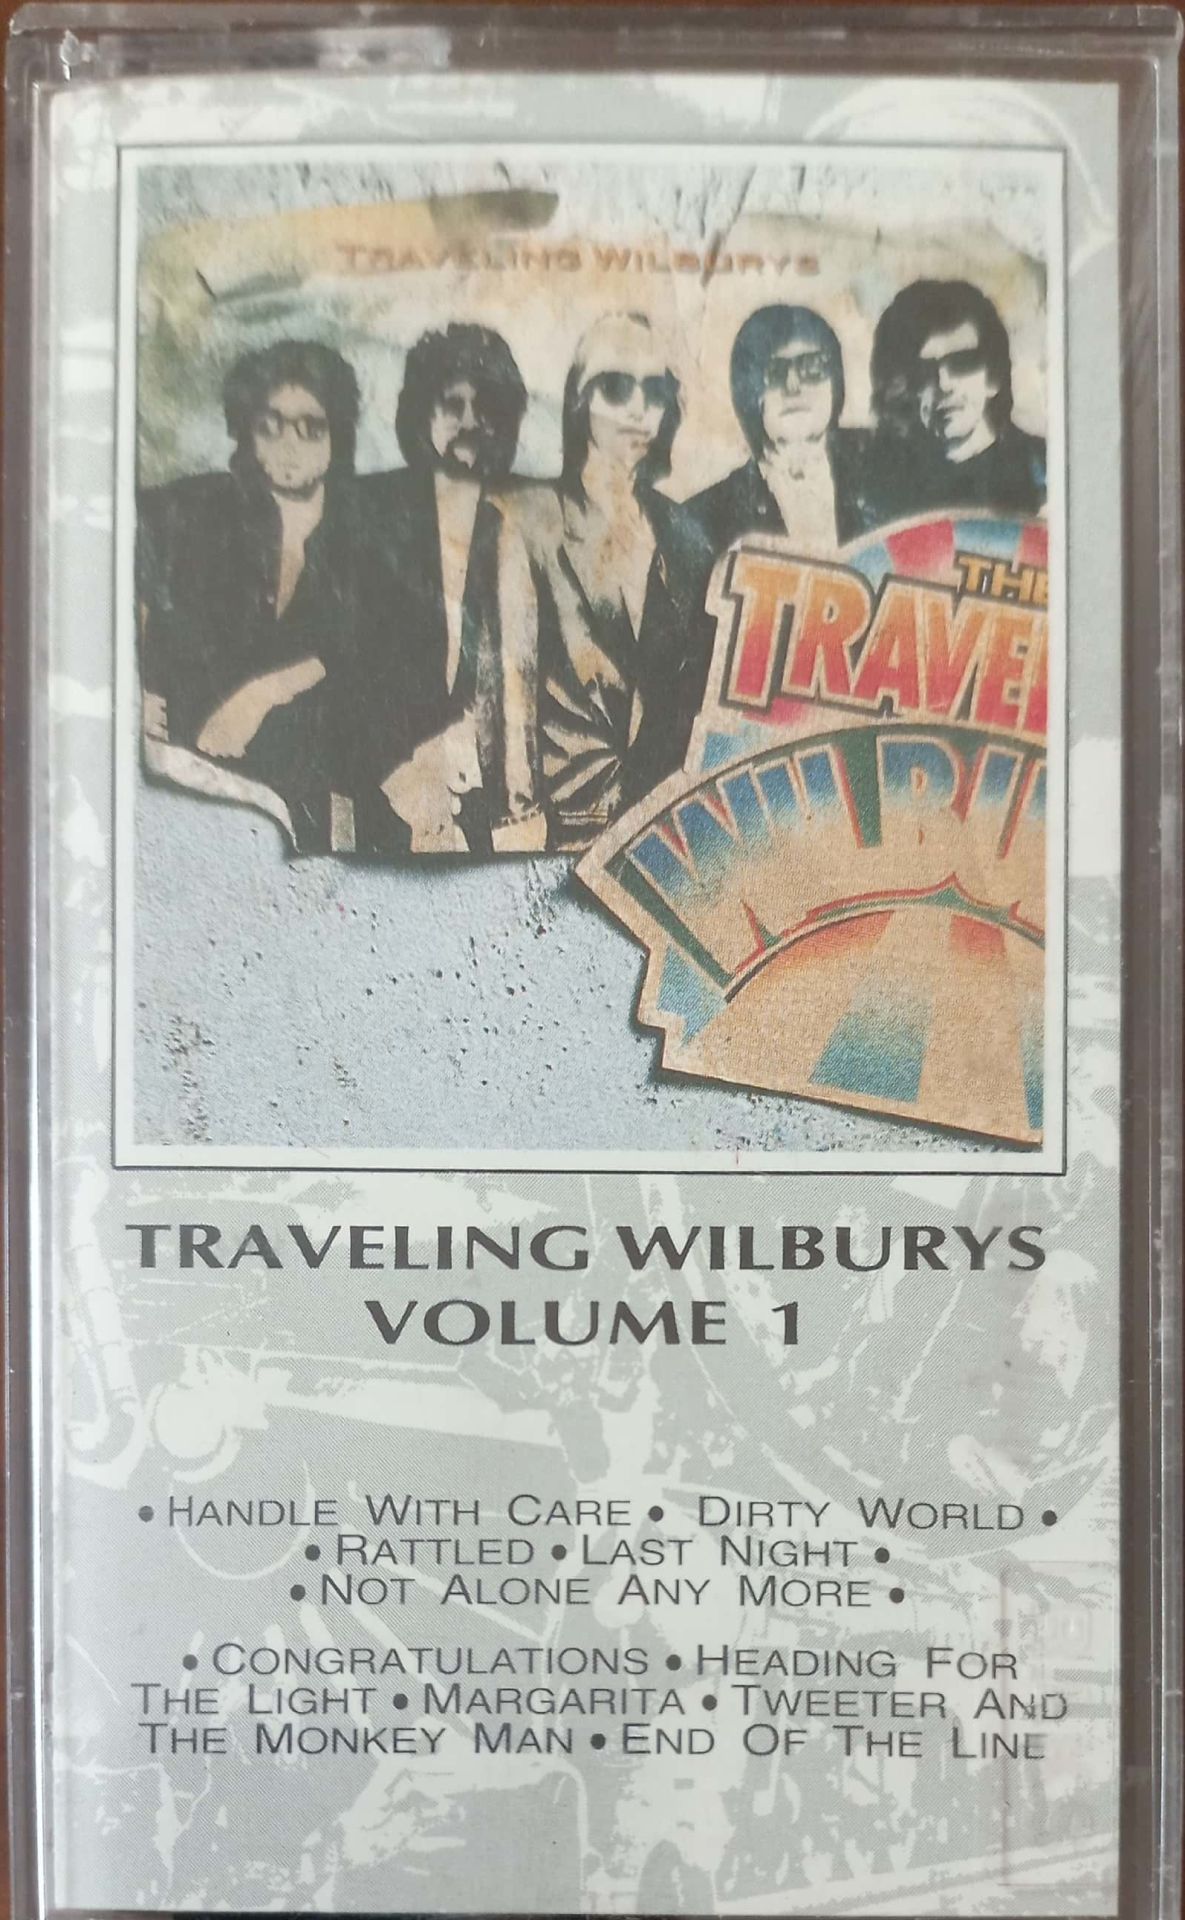 TRAVELING WILBURYS
THE
TRAVE
WILBU
TRAVELING WILBURYS
VOLUME 1
• HANDLE WITH CARE • DIRTY WORLD •
• RATTLED • LAST NIGHT •
• NOT ALONE ANY MORE •
• CONGRATULATIONS • HEADING FOR
THE LIGHT • MARGARITA • TWEETER AND
THE MONKEY MAN • END OF THE LINE